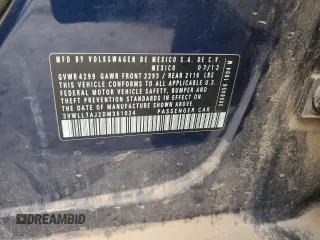 MFD BY VOLKSWAGEN DE MEXICO S.A. DE C.V.
MEXICO 07/12
GVWR 4299 GAWR FRONT 2293 / REAR 2116 LBS
THIS VEHICLE CONFORMS TO ALL APPLICABLE
FEDERAL MOTOR VEHICLE SAFETY, BUMPER AND
THEFT PREVENTION STANDARDS IN EFFECT ON
THE DATE OF MANUFACTURE SHOWN ABOVE
3VWLL7AJ2DM381024
PASSENGER CAR
© DREAMBID